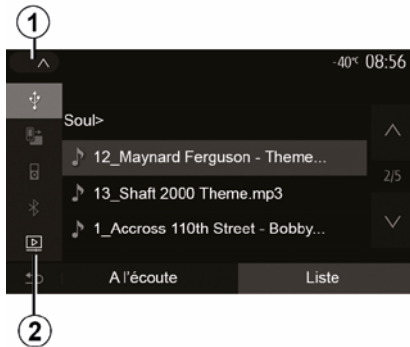 1
-40°C 08:56
Soul>
12_Maynard Ferguson - Theme...
13_Shaft 2000 Theme.mp3
2/5
1_Accross 110th Street - Bobby...
A l'écoute Liste
2